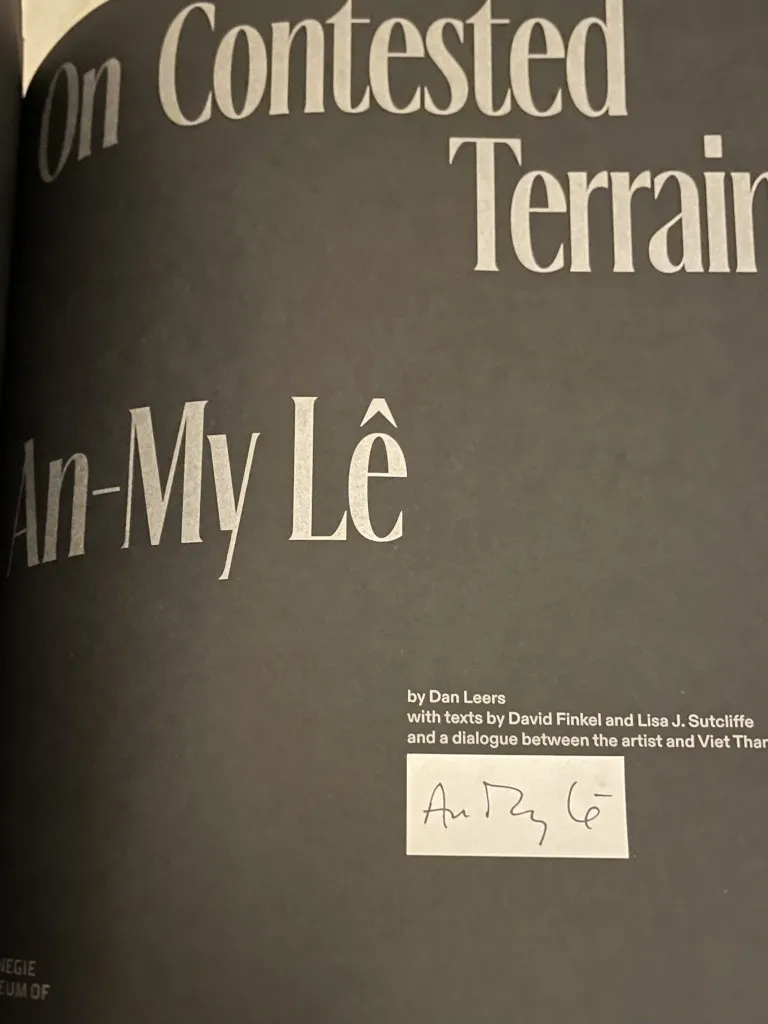 On Contested
Terrain
An-My Lê
by Dan Leers
with texts by David Finkel and Lisa J. Sutcliffe
and a dialogue between the artist and Viet Than
An My Lê
NEGIE
EUM OF